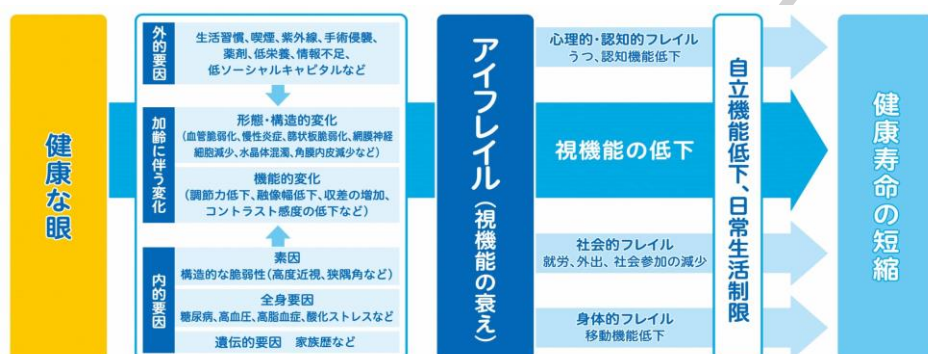 健康な眼
外的要因
生活習慣、喫煙、紫外線、手術侵襲、
薬剤、低栄養、情報不足、
低ソーシャルキャピタルなど
加齢に伴う変化
形態・構造的変化
(血管脆弱化、慢性炎症、篩状板脆弱化、網膜神経
細胞減少、水晶体混濁、角膜内皮減少など)
機能的変化
(調節力低下、融像幅低下、収差の増加、
コントラスト感度の低下など)
内的要因
素因
構造的な脆弱性(高度近視、狭隅角など)
全身要因
糖尿病、高血圧、高脂血症、酸化ストレスなど
遺伝的要因 家族歴など
アイフレイル(視機能の衰え)
心理的・認知的フレイル
うつ、認知機能低下
視機能の低下
社会的フレイル
就労、外出、社会参加の減少
身体的フレイル
移動機能低下
自立機能低下、日常生活制限
健康寿命の短縮